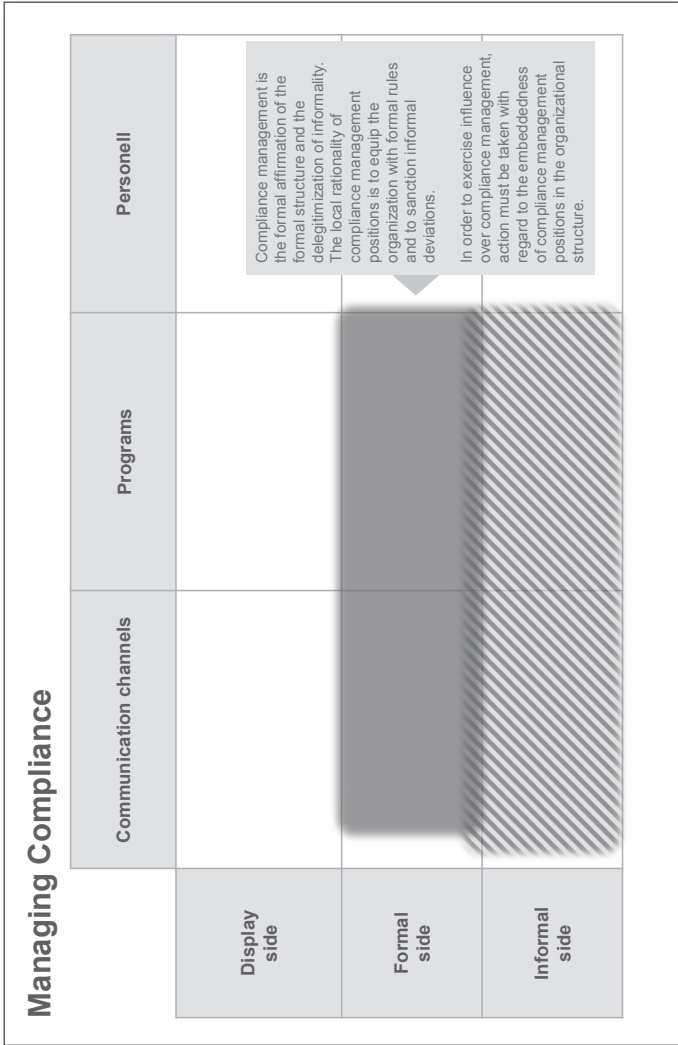 Managing Compliance
Communication channels
Programs
Personell
Display
side
Formal
side
Informal
side
Compliance management is
the formal affirmation of the
formal structure and the
delegitimization of informality.
The local rationality of
compliance management
positions is to equip the
organization with formal rules
and to sanction informal
deviations.
In order to exercise influence
over compliance management,
action must be taken with
regard to the embeddedness
of compliance management
positions in the organizational
structure.